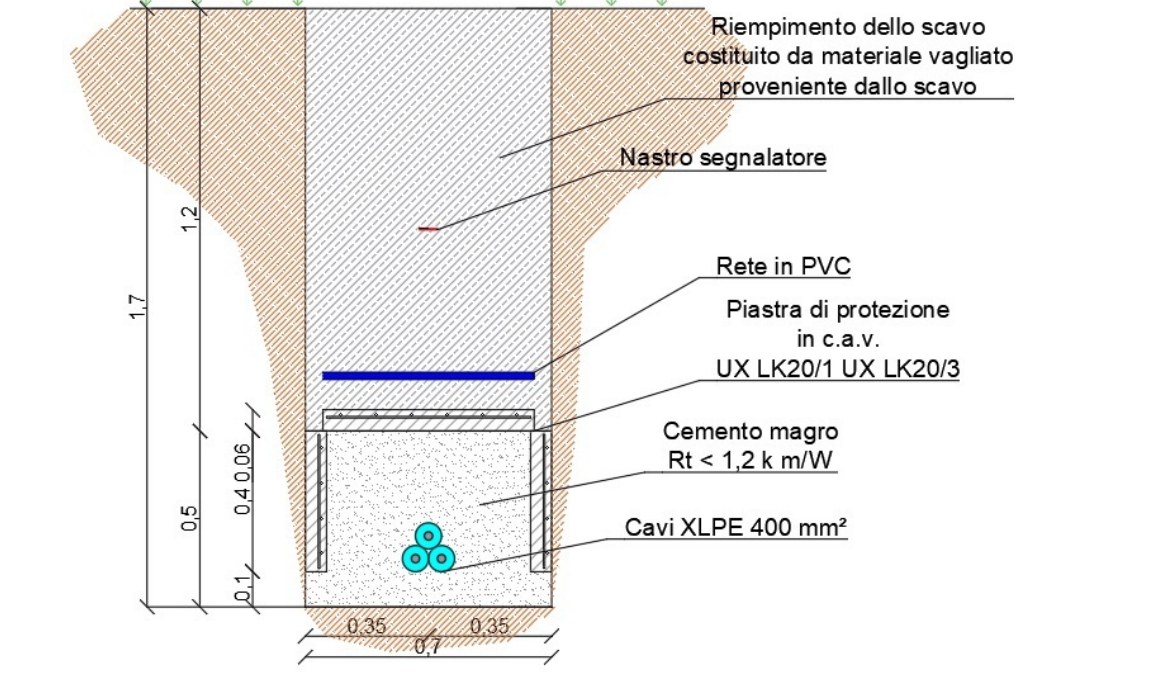 Riempimento dello scavo
costituito da materiale vagliato
proveniente dallo scavo
Nastro segnalatore
1,2
Rete in PVC
1,7
Piastra di protezione
in c.a.v.
UX LK20/1 UX LK20/3
Cemento magro
Rt < 1,2 k m/W
0,06
0,4
0,5
Cavi XLPE 400 mm²
0,1
0,35 0,35
0,7